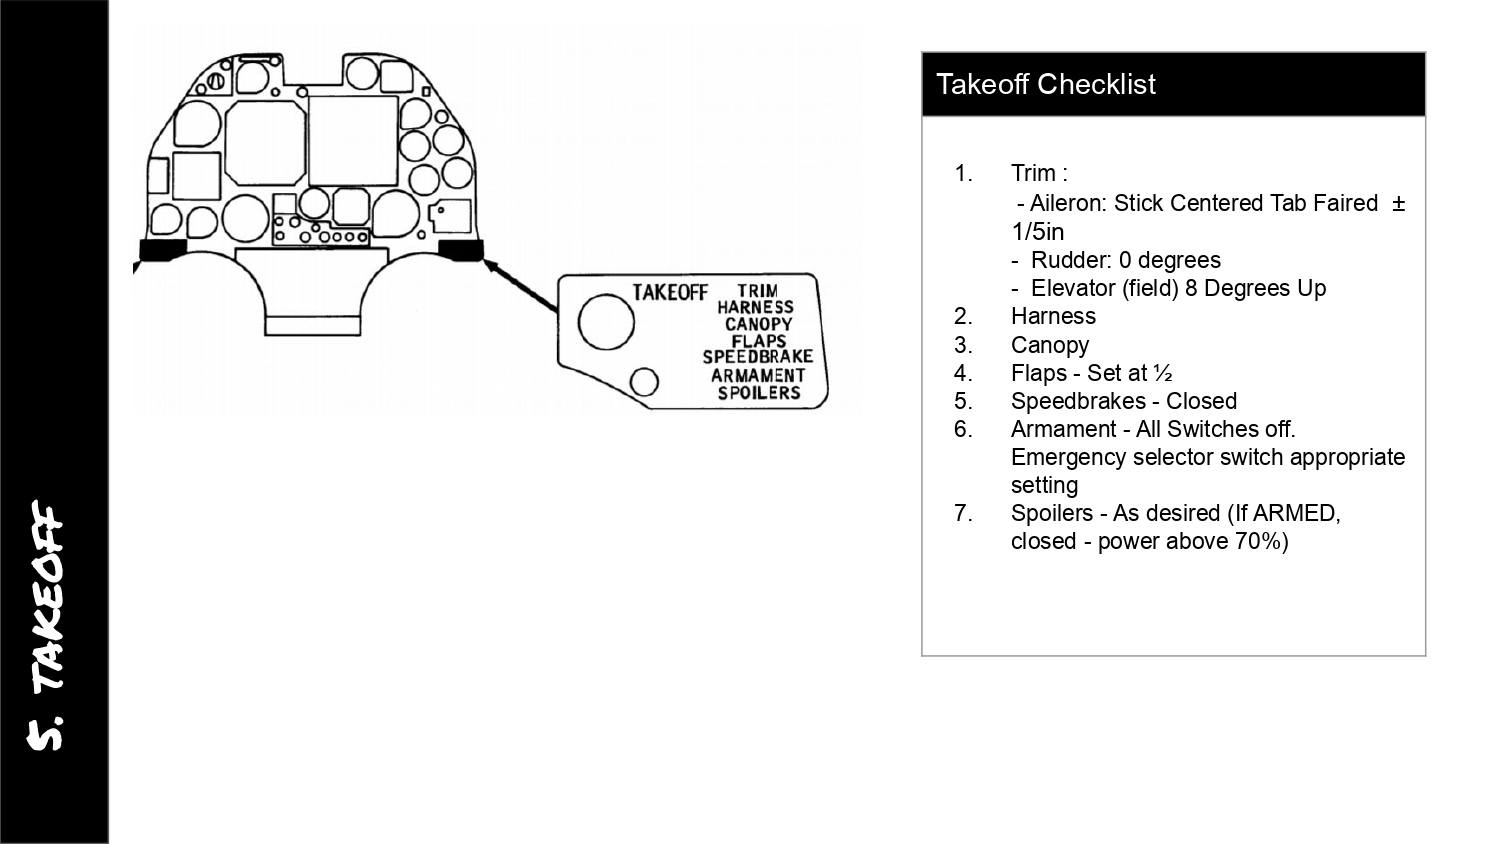 5. TAKEOFF
TAKEOFF TRIM
HARNESS
CANOPY
FLAPS
SPEEDBRAKE
ARMAMENT
SPOILERS
Takeoff Checklist
1. Trim :
- Aileron: Stick Centered Tab Faired ±
1/5in
- Rudder: 0 degrees
- Elevator (field) 8 Degrees Up
2. Harness
3. Canopy
4. Flaps - Set at ½
5. Speedbrakes - Closed
6. Armament - All Switches off.
Emergency selector switch appropriate
setting
7. Spoilers - As desired (If ARMED,
closed - power above 70%)